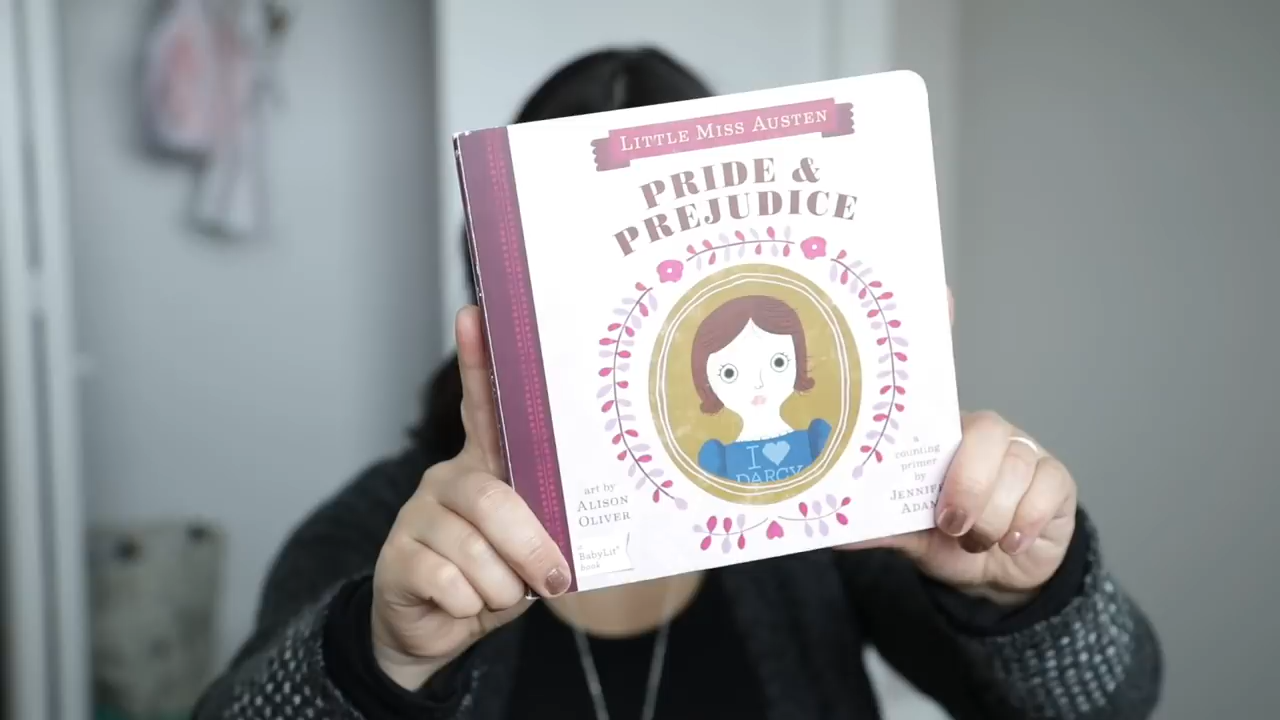 LITTLE MISS AUSTEN
PRIDE &
PREJUDICE
I
DARCY
art by
ALISON
OLIVER
a
BabyLit®
book
a
counting
primer
by